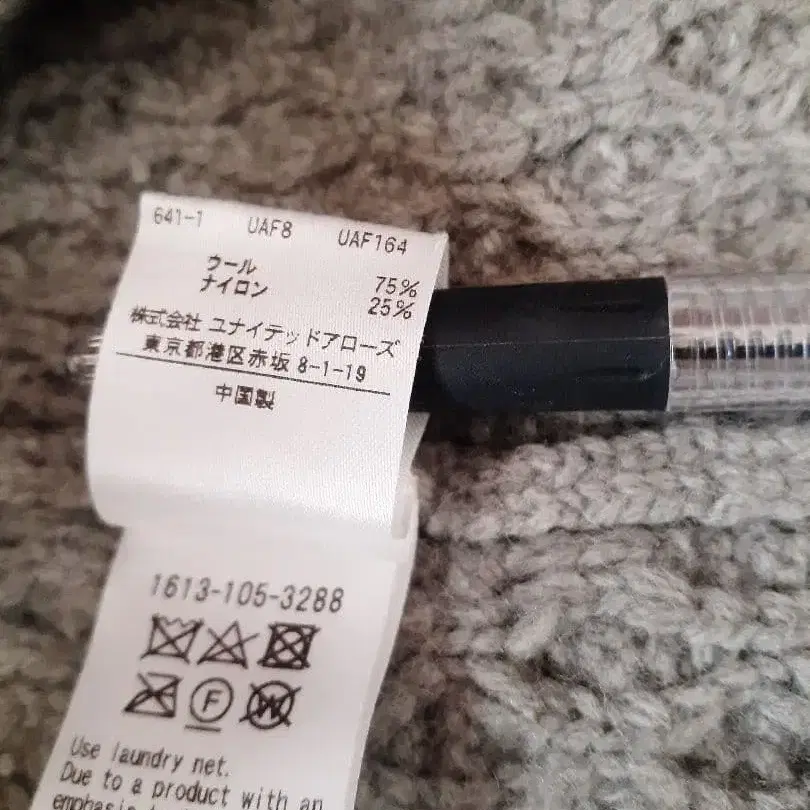 641-1 UAF8 UAF164
ウール 75%
ナイロン 25%
株式会社 ユナイテッドアローズ
東京都港区赤坂 8-1-19
中国製
1613-105-3288
F
W
Use laundry net.
Due to a product with an
emphasis